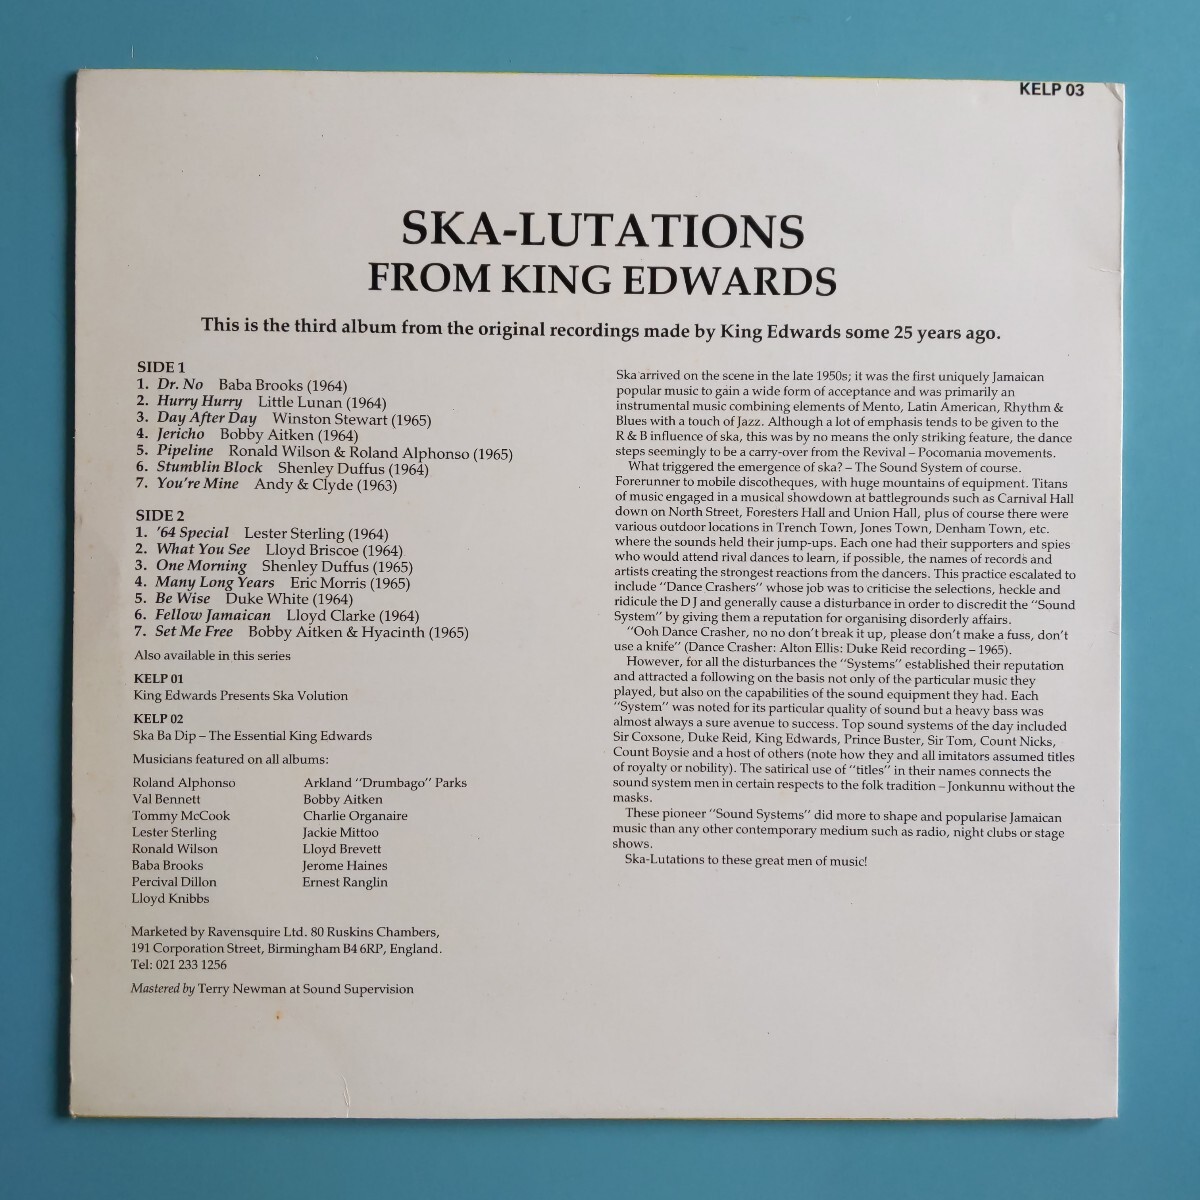 KELP 03
SKA-LUTATIONS
FROM KING EDWARDS
This is the third album from the original recordings made by King Edwards some 25 years ago.
SIDE 1
1. Dr. No Baba Brooks (1964)
2. Hurry Hurry Little Lunan (1964)
3. Day After Day Winston Stewart (1965)
4. Jericho Bobby Aitken (1964)
5. Pipeline Ronald Wilson & Roland Alphonso (1965)
6. Stumblin Block Shenley Duffus (1964)
7. You're Mine Andy & Clyde (1963)
SIDE 2
1. '64 Special Lester Sterling (1964)
2. What You See Lloyd Briscoe (1964)
3. One Morning Shenley Duffus (1965)
4. Many Long Years Eric Morris (1965)
5. Be Wise Duke White (1964)
6. Fellow Jamaican Lloyd Clarke (1964)
7. Set Me Free Bobby Aitken & Hyacinth (1965)
Also available in this series
KELP 01
King Edwards Presents Ska Volution
KELP 02
Ska Ba Dip – The Essential King Edwards
Musicians featured on all albums:
Roland Alphonso
Val Bennett
Tommy McCook
Lester Sterling
Ronald Wilson
Baba Brooks
Percival Dillon
Lloyd Knibbs
Arkland "Drumbago" Parks
Bobby Aitken
Charlie Organaire
Jackie Mittoo
Lloyd Brevett
Jerome Haines
Ernest Ranglin
Marketed by Ravensquire Ltd. 80 Ruskins Chambers,
191 Corporation Street, Birmingham B4 6RP, England.
Tel: 021 233 1256
Mastered by Terry Newman at Sound Supervision
Ska arrived on the scene in the late 1950s; it was the first uniquely Jamaican
popular music to gain a wide form of acceptance and was primarily an
instrumental music combining elements of Mento, Latin American, Rhythm &
Blues with a touch of Jazz. Although a lot of emphasis tends to be given to the
R & B influence of ska, this was by no means the only striking feature, the dance
steps seemingly to be a carry-over from the Revival – Pocomania movements.
What triggered the emergence of ska? – The Sound System of course.
Forerunner to mobile discotheques, with huge mountains of equipment. Titans
of music engaged in a musical showdown at battlegrounds such as Carnival Hall
down on North Street, Foresters Hall and Union Hall, plus of course there were
various outdoor locations in Trench Town, Jones Town, Denham Town, etc.
where the sounds held their jump-ups. Each one had their supporters and spies
who would attend rival dances to learn, if possible, the names of records and
artists creating the strongest reactions from the dancers. This practice escalated to
include "Dance Crashers" whose job was to criticise the selections, heckle and
ridicule the D J and generally cause a disturbance in order to discredit the "Sound
System" by giving them a reputation for organising disorderly affairs.
"Ooh Dance Crasher, no no don't break it up, please don't make a fuss, don't
use a knife" (Dance Crasher: Alton Ellis: Duke Reid recording – 1965).
However, for all the disturbances the "Systems" established their reputation
and attracted a following on the basis not only of the particular music they
played, but also on the capabilities of the sound equipment they had. Each
"System" was noted for its particular quality of sound but a heavy bass was
almost always a sure avenue to success. Top sound systems of the day included
Sir Coxsone, Duke Reid, King Edwards, Prince Buster, Sir Tom, Count Nicks,
Count Boysie and a host of others (note how they and all imitators assumed titles
of royalty or nobility). The satirical use of "titles" in their names connects the
sound system men in certain respects to the folk tradition – Jonkunnu without the
masks.
These pioneer "Sound Systems" did more to shape and popularise Jamaican
music than any other contemporary medium such as radio, night clubs or stage
shows.
Ska-Lutations to these great men of music!